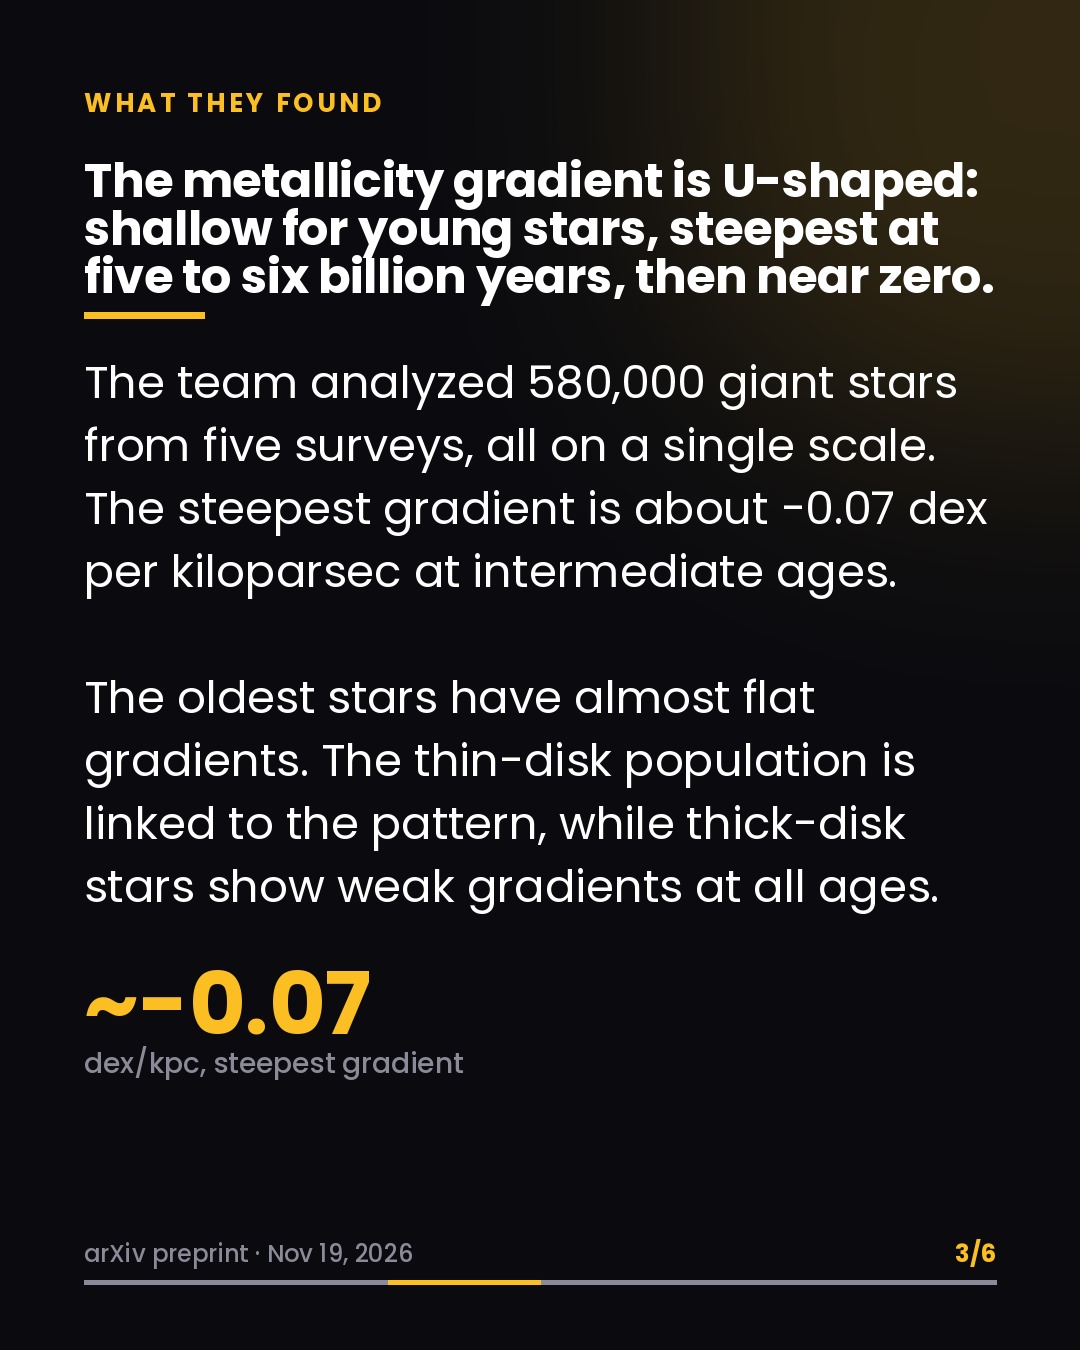 WHAT THEY FOUND
The metallicity gradient is U-shaped:
shallow for young stars, steepest at
five to six billion years, then near zero.
The team analyzed 580,000 giant stars
from five surveys, all on a single scale.
The steepest gradient is about -0.07 dex
per kiloparsec at intermediate ages.
The oldest stars have almost flat
gradients. The thin-disk population is
linked to the pattern, while thick-disk
stars show weak gradients at all ages.
~-0.07
dex/kpc, steepest gradient
arXiv preprint · Nov 19, 2026
3/6